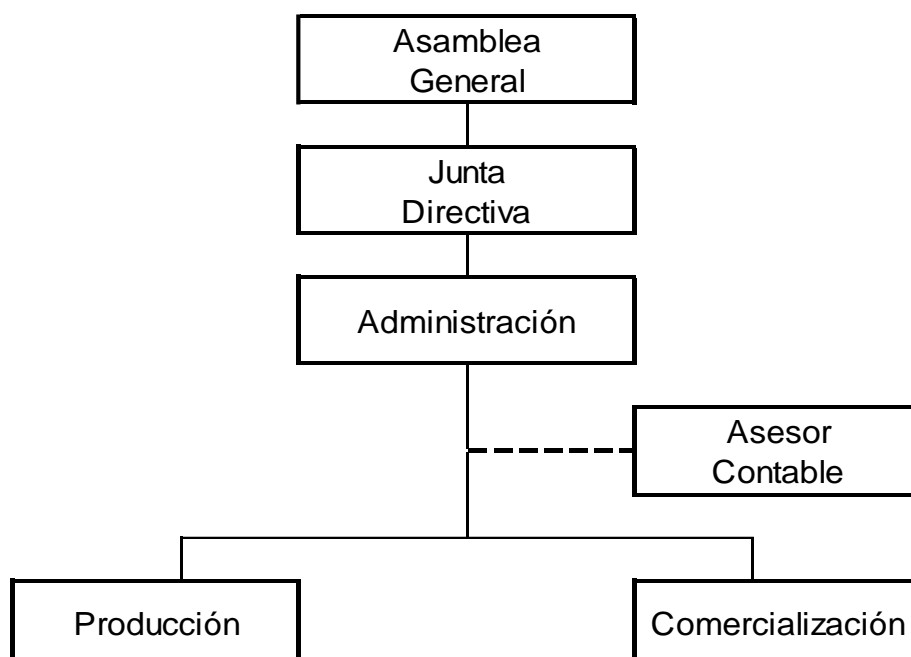 Asamblea
General
Junta
Directiva
Administración
Asesor
Contable
Producción
Comercialización